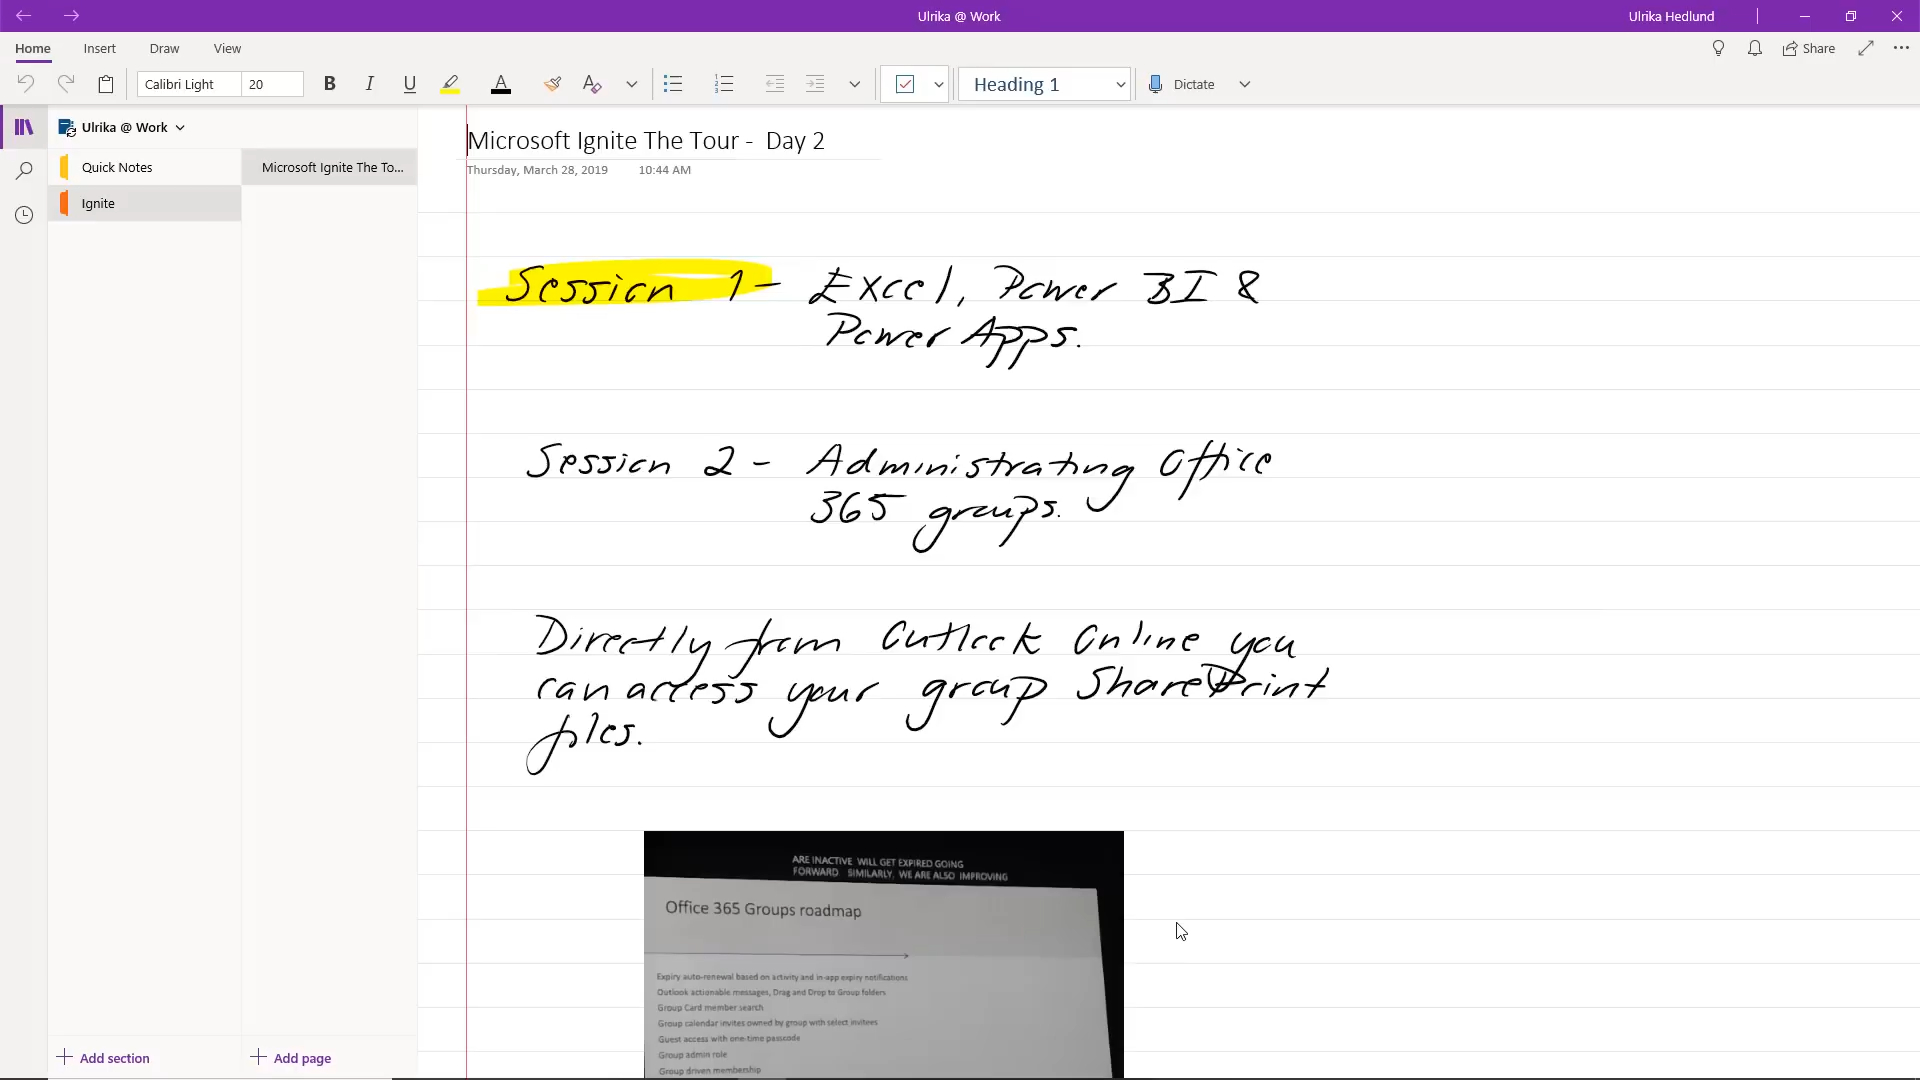 Ulrika @ Work
Ulrika Hedlund
Home Insert Draw View
Share
Calibri Light 20
B I U A A
Heading 1
Dictate
Ulrika @ Work
Quick Notes
Ignite
Microsoft Ignite The To...
Microsoft Ignite The Tour - Day 2
Thursday, March 28, 2019 10:44 AM
Session 1 - Excel, Power BI &
Power Apps.
Session 2 - Administrating Office
365 groups.
Directly from Outlook Online you
can access your group SharePoint
files.
ARE INACTIVE WILL GET EXPIRED GOING
FORWARD SIMILARLY. WE ARE ALSO IMPROVING
Office 365 Groups roadmap
Expiry auto-renewal based on activity and in-app expiry notifications
Outlook actionable messages, Drag and Drop to Group folders
Group Card member search
Group calendar invites owned by group with select invitees
Guest access with one-time passcode
Group admin role
Group driven membership
Add section
Add page